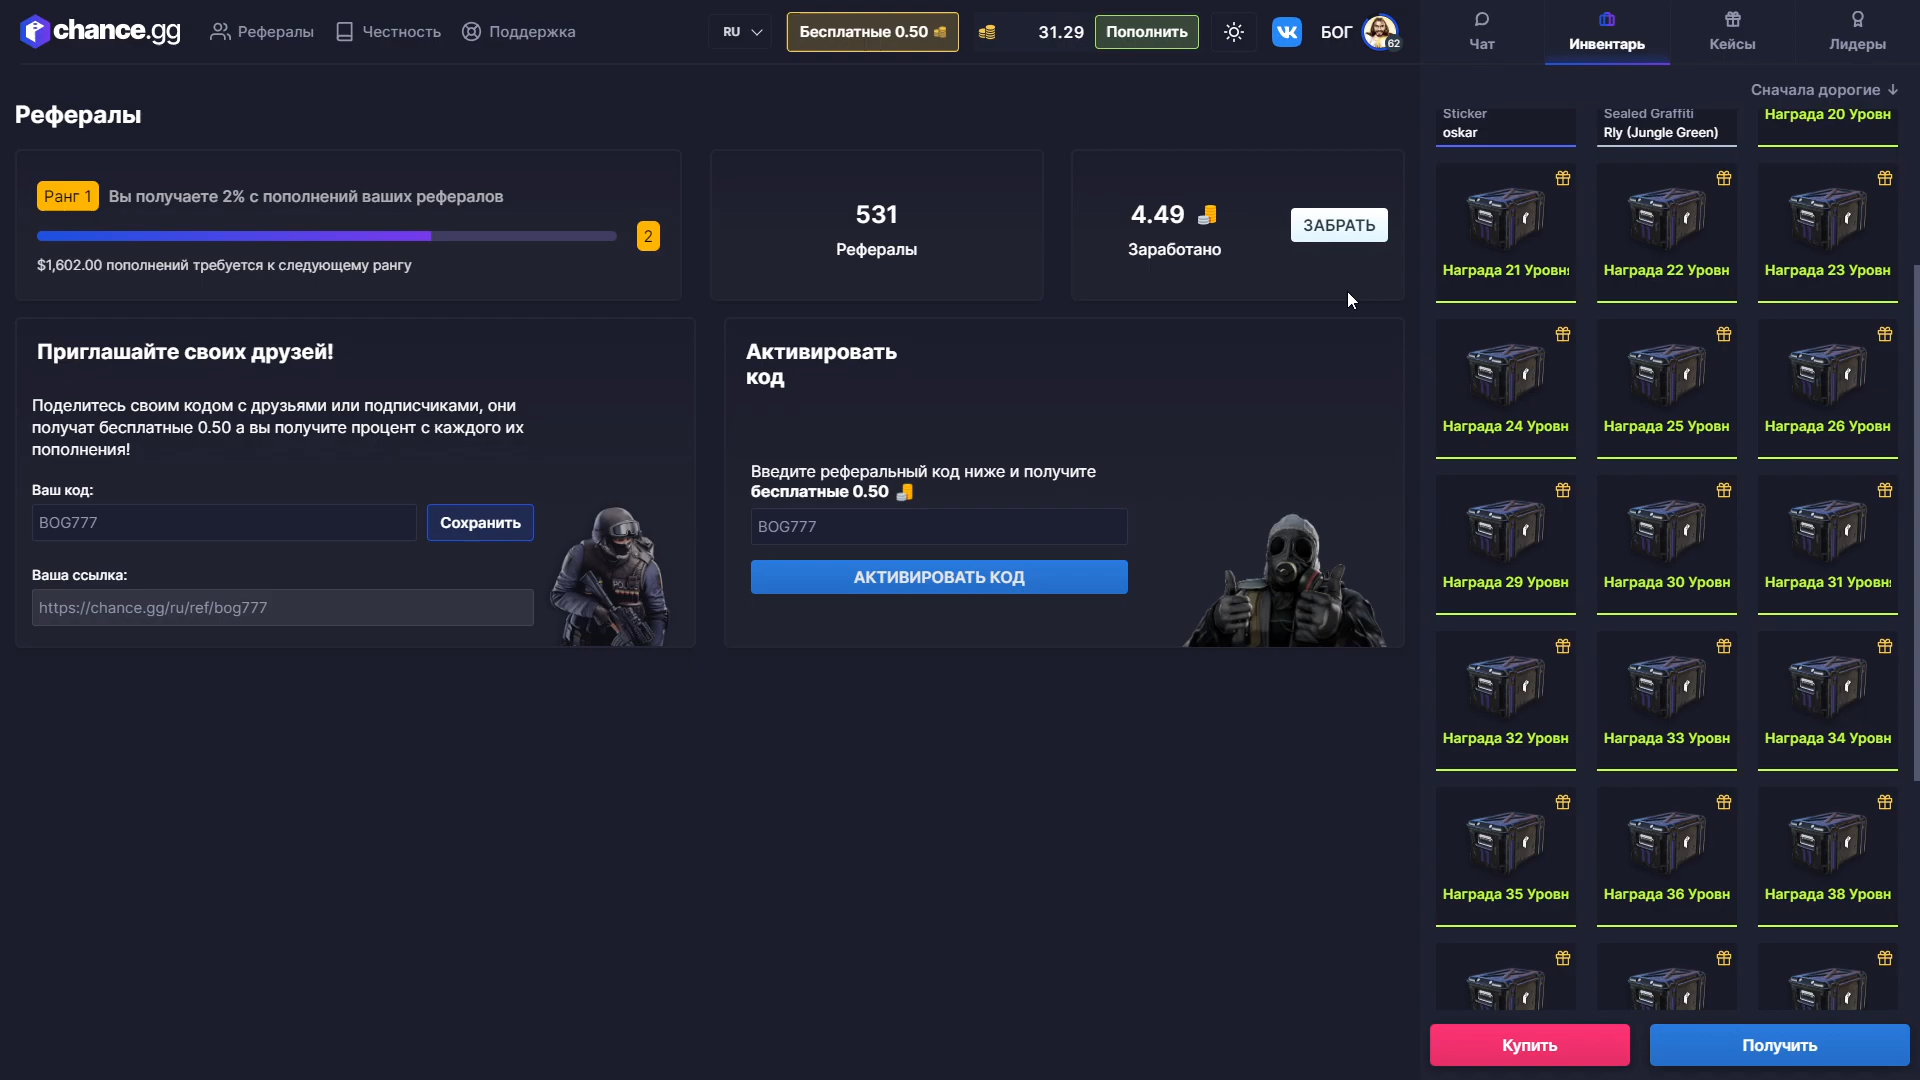 chance.gg
Рефералы
Честность
Поддержка
RU
Бесплатные 0.50
31.29
Пополнить
БОГ
62
Чат
Инвентарь
Кейсы
Лидеры
Рефералы
Ранг 1
Вы получаете 2% с пополнений ваших рефералов
2
$1,602.00 пополнений требуется к следующему рангу
531
Рефералы
4.49
Заработано
ЗАБРАТЬ
Приглашайте своих друзей!
Поделитесь своим кодом с друзьями или подписчиками, они
получат бесплатные 0.50 а вы получите процент с каждого их
пополнения!
Ваш код:
BOG777
Сохранить
Ваша ссылка:
https://chance.gg/ru/ref/bog777
Активировать
код
Введите реферальный код ниже и получите
бесплатные 0.50
BOG777
АКТИВИРОВАТЬ КОД
Сначала дорогие
Sticker
oskar
Sealed Graffiti
Rly (Jungle Green)
Награда 20 Уровн
Награда 21 Уровн
Награда 22 Уровн
Награда 23 Уровн
Награда 24 Уровн
Награда 25 Уровн
Награда 26 Уровн
Награда 29 Уровн
Награда 30 Уровн
Награда 31 Уровн
Награда 32 Уровн
Награда 33 Уровн
Награда 34 Уровн
Награда 35 Уровн
Награда 36 Уровн
Награда 38 Уровн
Купить
Получить